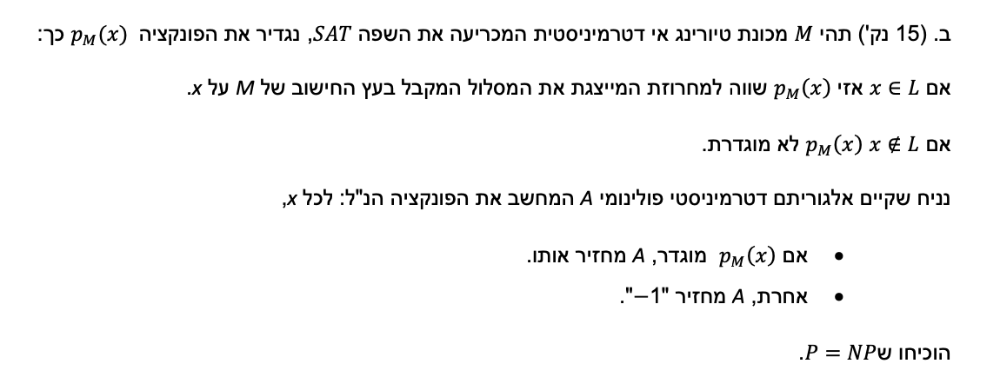 ב. (15 נק') תהי M מכונת טיורינג אי דטרמיניסטית המכריעה את השפה SAT, נגדיר את הפונקציה p_M(x) כך:
אם x ∈ L אזי p_M(x) שווה למחרוזת המייצגת את המסלול המקבל בעץ החישוב של M על x.
אם x ∉ L p_M(x) לא מוגדרת.
נניח שקיים אלגוריתם דטרמיניסטי פולינומי A המחשב את הפונקציה הנ"ל: לכל x,
• אם p_M(x) מוגדר, A מחזיר אותו.
• אחרת, A מחזיר "−1".
הוכיחו שP = NP.